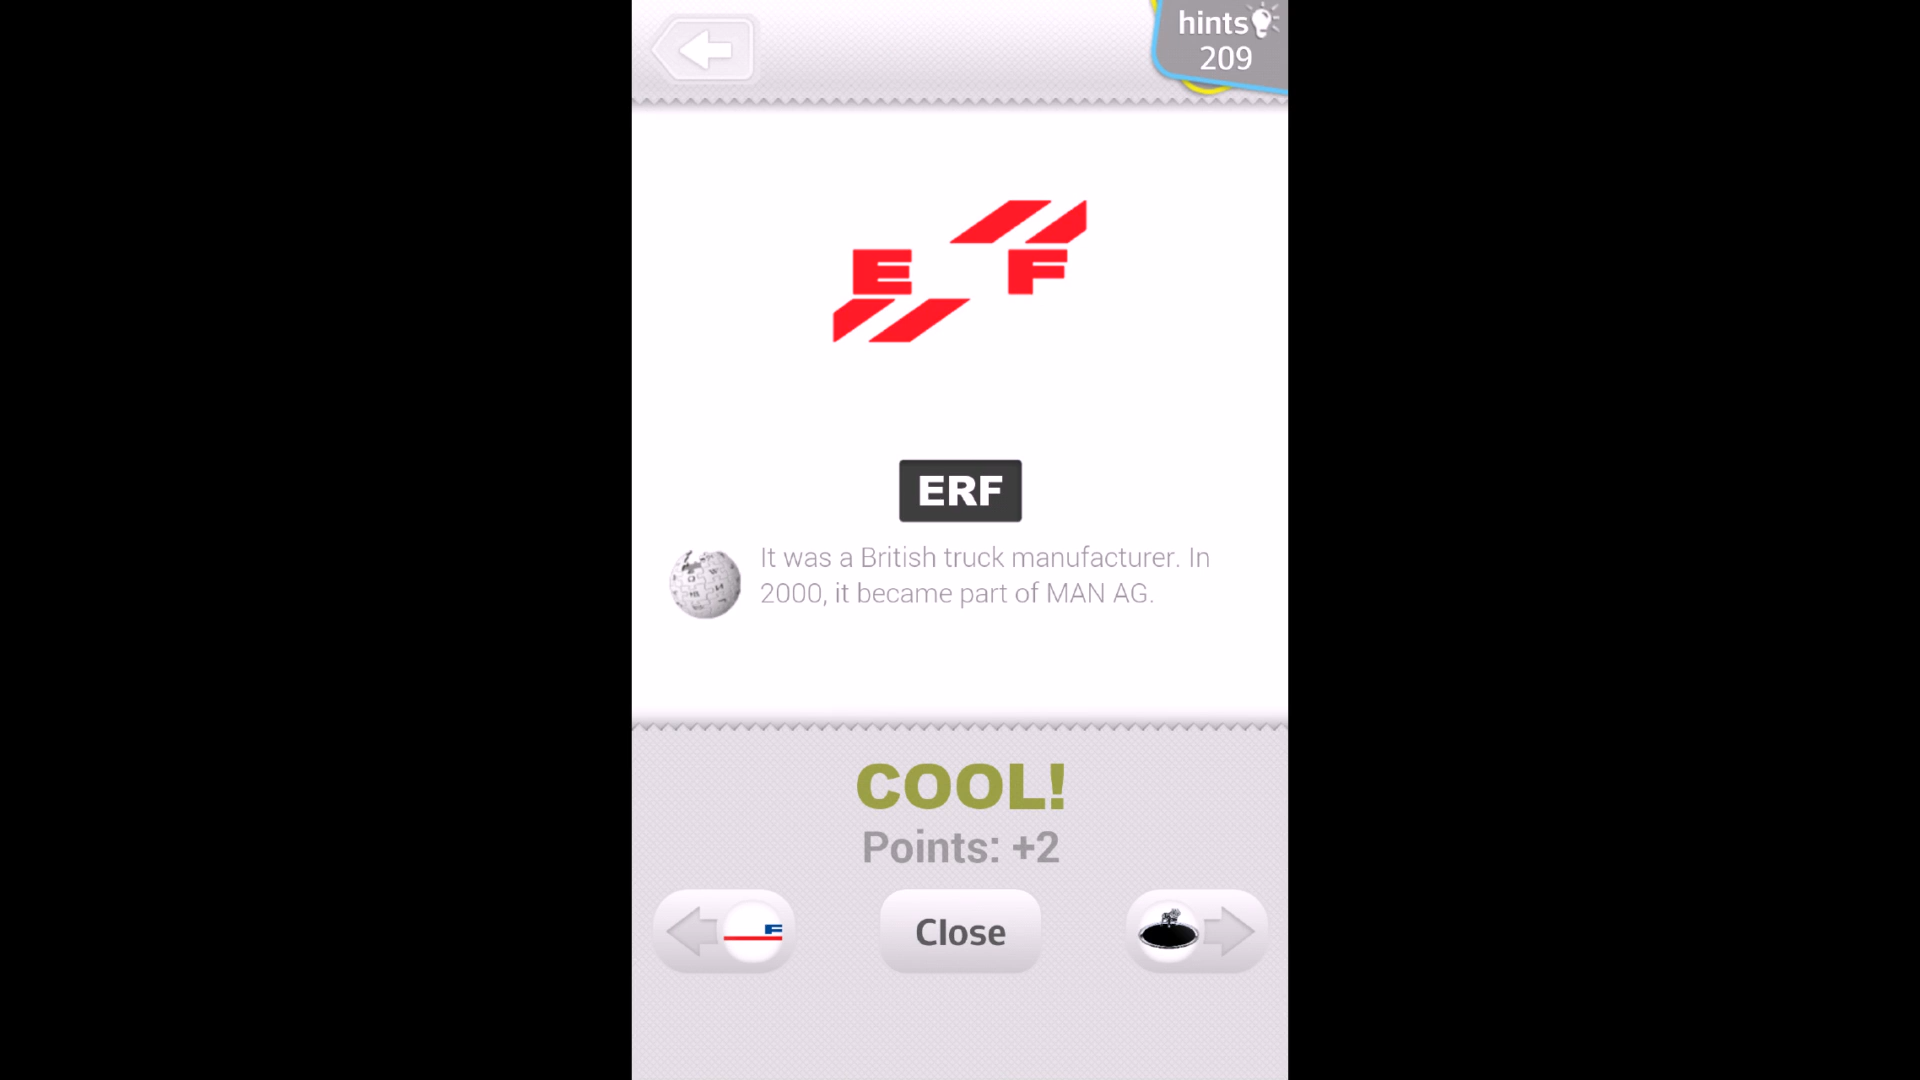 hints
209
E F
ERF
It was a British truck manufacturer. In
2000, it became part of MAN AG.
COOL!
Points: +2
F
Close